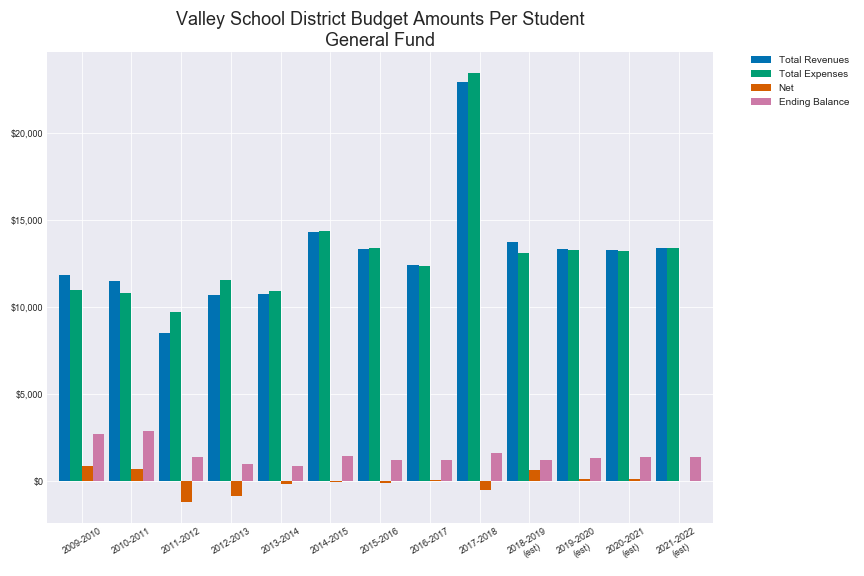 Valley School District Budget Amounts Per Student
General Fund
Total Revenues
Total Expenses
Net
Ending Balance
$20,000
$15,000
$10,000
$5,000
$0
2009-2010
2010-2011
2011-2012
2012-2013
2013-2014
2014-2015
2015-2016
2016-2017
2017-2018
2018-2019
(est)
2019-2020
(est)
2020-2021
(est)
2021-2022
(est)